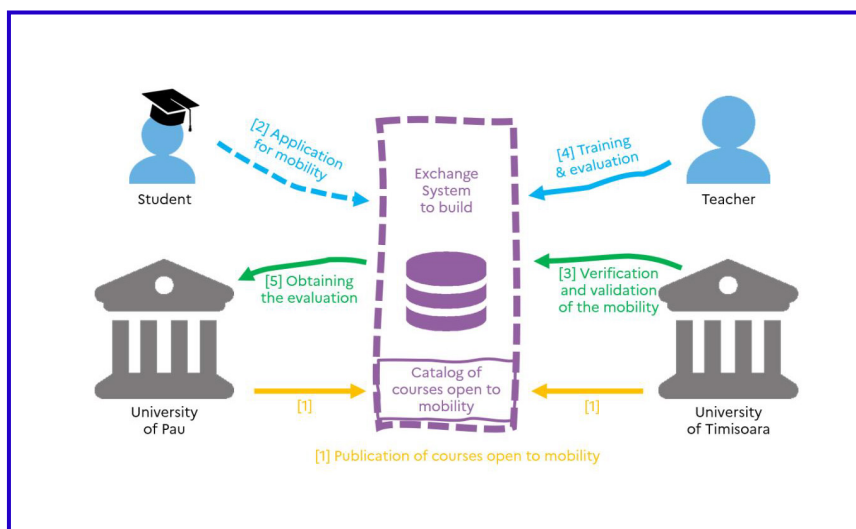 [2] Application
for mobility
Student
Exchange
System
to build
[4] Training
& evaluation
Teacher
[5] Obtaining
the evaluation
[3] Verification
and validation
of the mobility
University
of Pau
[1]
Catalog of
courses open to
mobility
[1]
University
of Timisoara
[1] Publication of courses open to mobility